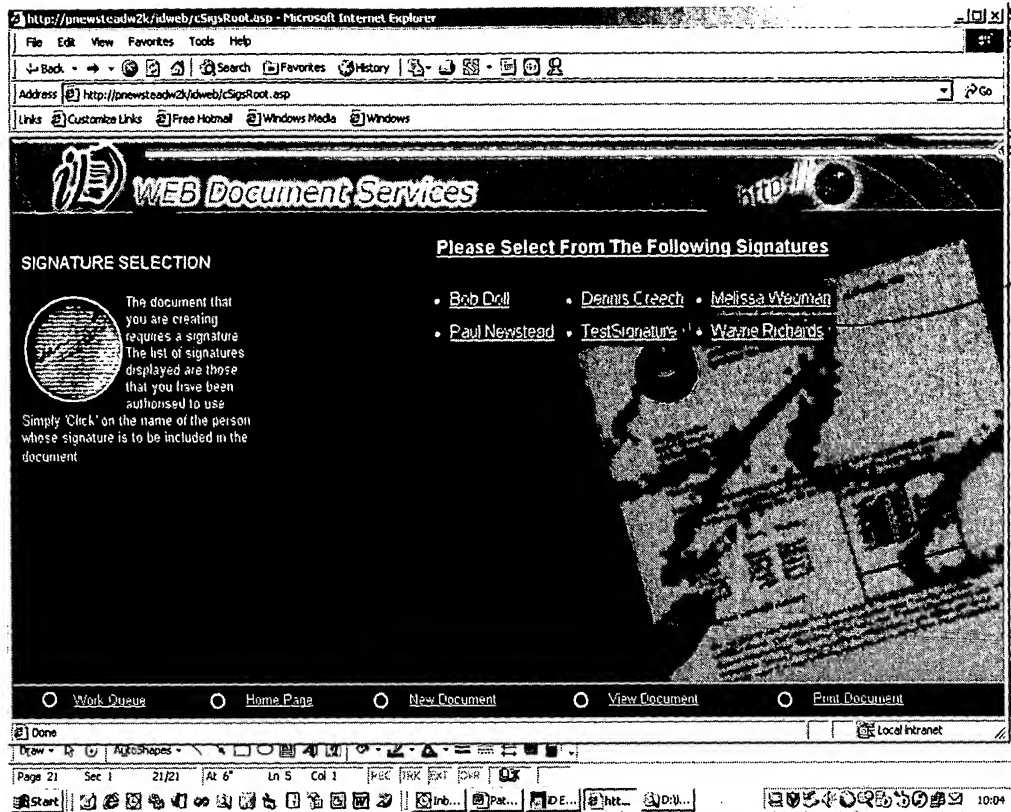 http://pnewsteadw2k/idweb/cSigsRoot.asp - Microsoft Internet Explorer
File Edit View Favorites Tools Help
Back Search Favorites History
Address http://pnewsteadw2k/idweb/cSigsRoot.asp Go
Links Customize Links Free Hotmail Windows Media Windows
iD WEB Document Services http://
Please Select From The Following Signatures
SIGNATURE SELECTION
The document that
you are creating
requires a signature
The list of signatures
displayed are those
that you have been
authorised to use
Simply 'Click' on the name of the person
whose signature is to be included in the
document
• Bob Doll • Dennis Creech • Melissa Wegman
• Paul Newstead • TestSignature • Wayne Richards
Work Queue Home Page New Document View Document Print Document
Done Local intranet
Draw AutoShapes
Page 21 Sec 1 21/21 At 6" Ln 5 Col 1 REC TRK EXT OVR
Start Inb... Pat... iD E... htt... D:\... 10:04